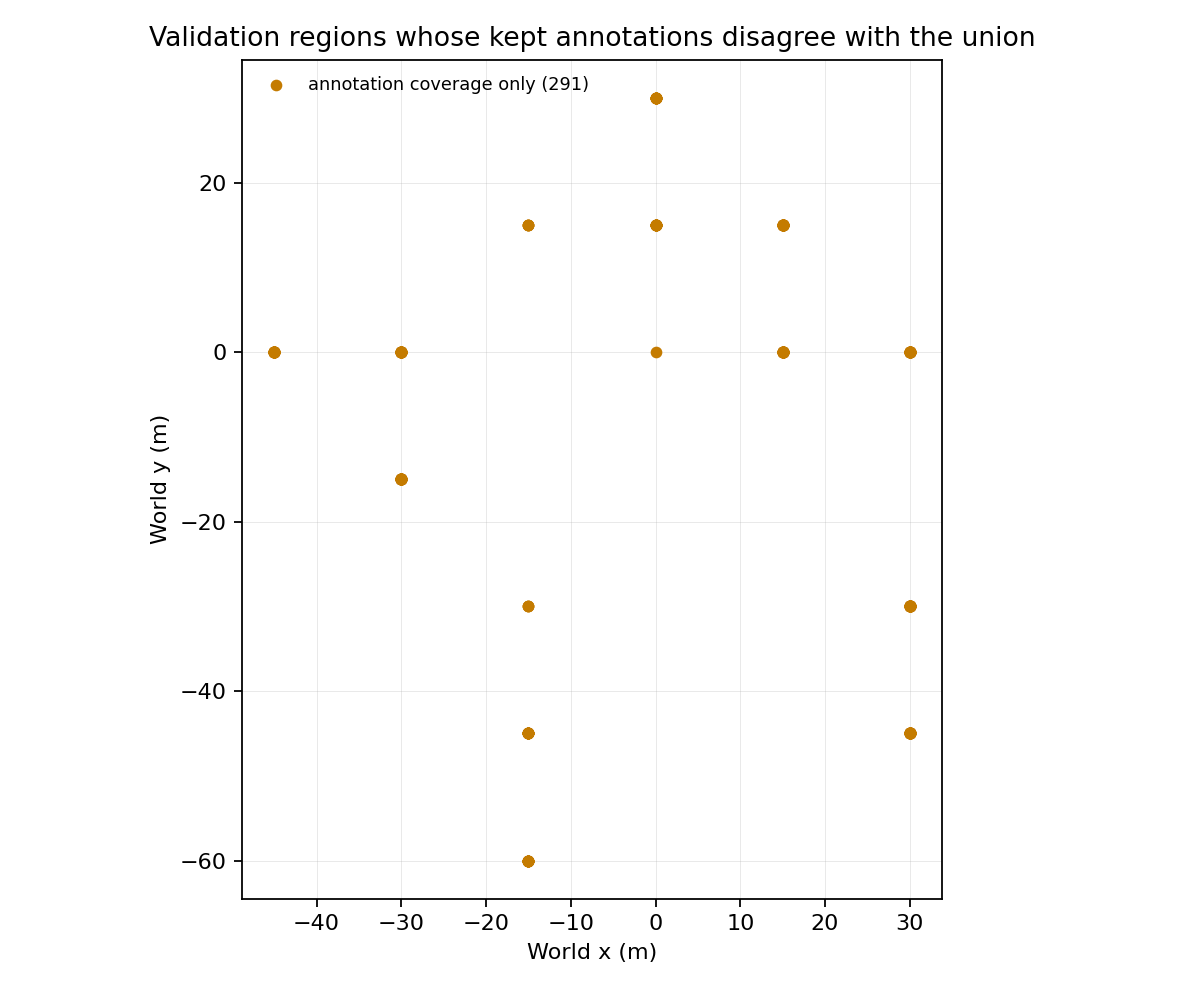 Validation regions whose kept annotations disagree with the union
annotation coverage only (291)
20
0
−20
−40
−60
World y (m)
−40 −30 −20 −10 0 10 20 30
World x (m)